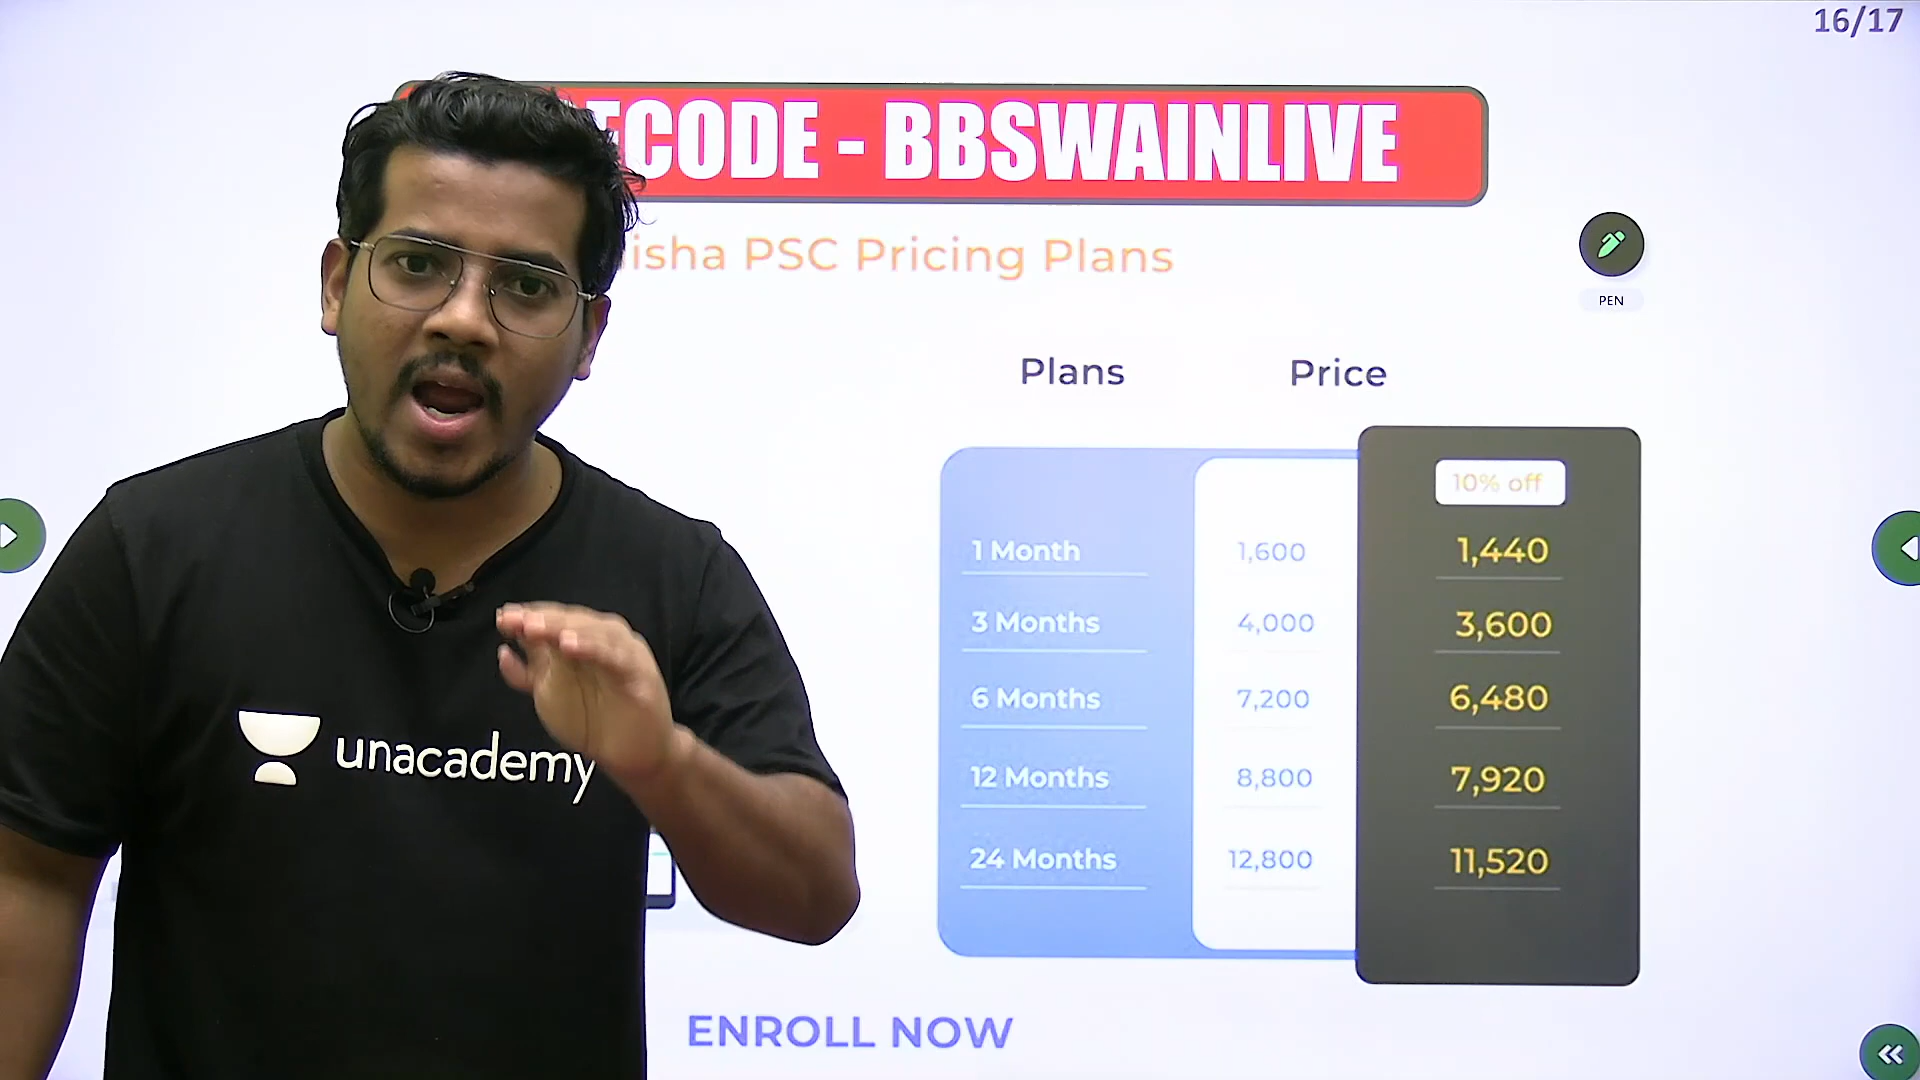 16/17
ECODE - BBSWAINLIVE
isha PSC Pricing Plans
PEN
Plans Price
10% off
1 Month 1,600 1,440
3 Months 4,000 3,600
6 Months 7,200 6,480
12 Months 8,800 7,920
24 Months 12,800 11,520
unacademy
ENROLL NOW